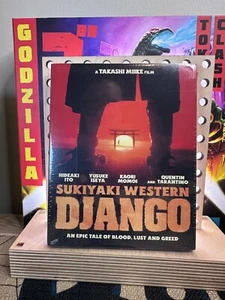 GODZILLA
A TAKASHI MIIKE FILM
HIDEAKI ITO
YUSUKE ISEYA
KAORI MOMOI
QUENTIN AND TARANTINO
SUKIYAKI WESTERN
DJANGO
AN EPIC TALE OF BLOOD, LUST AND GREED